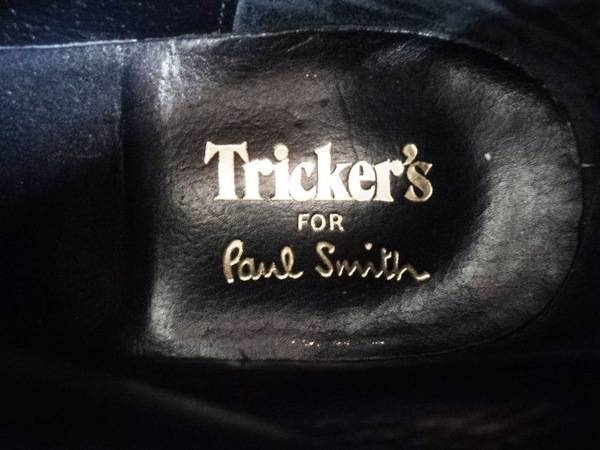 Tricker's
FOR
Paul Smith